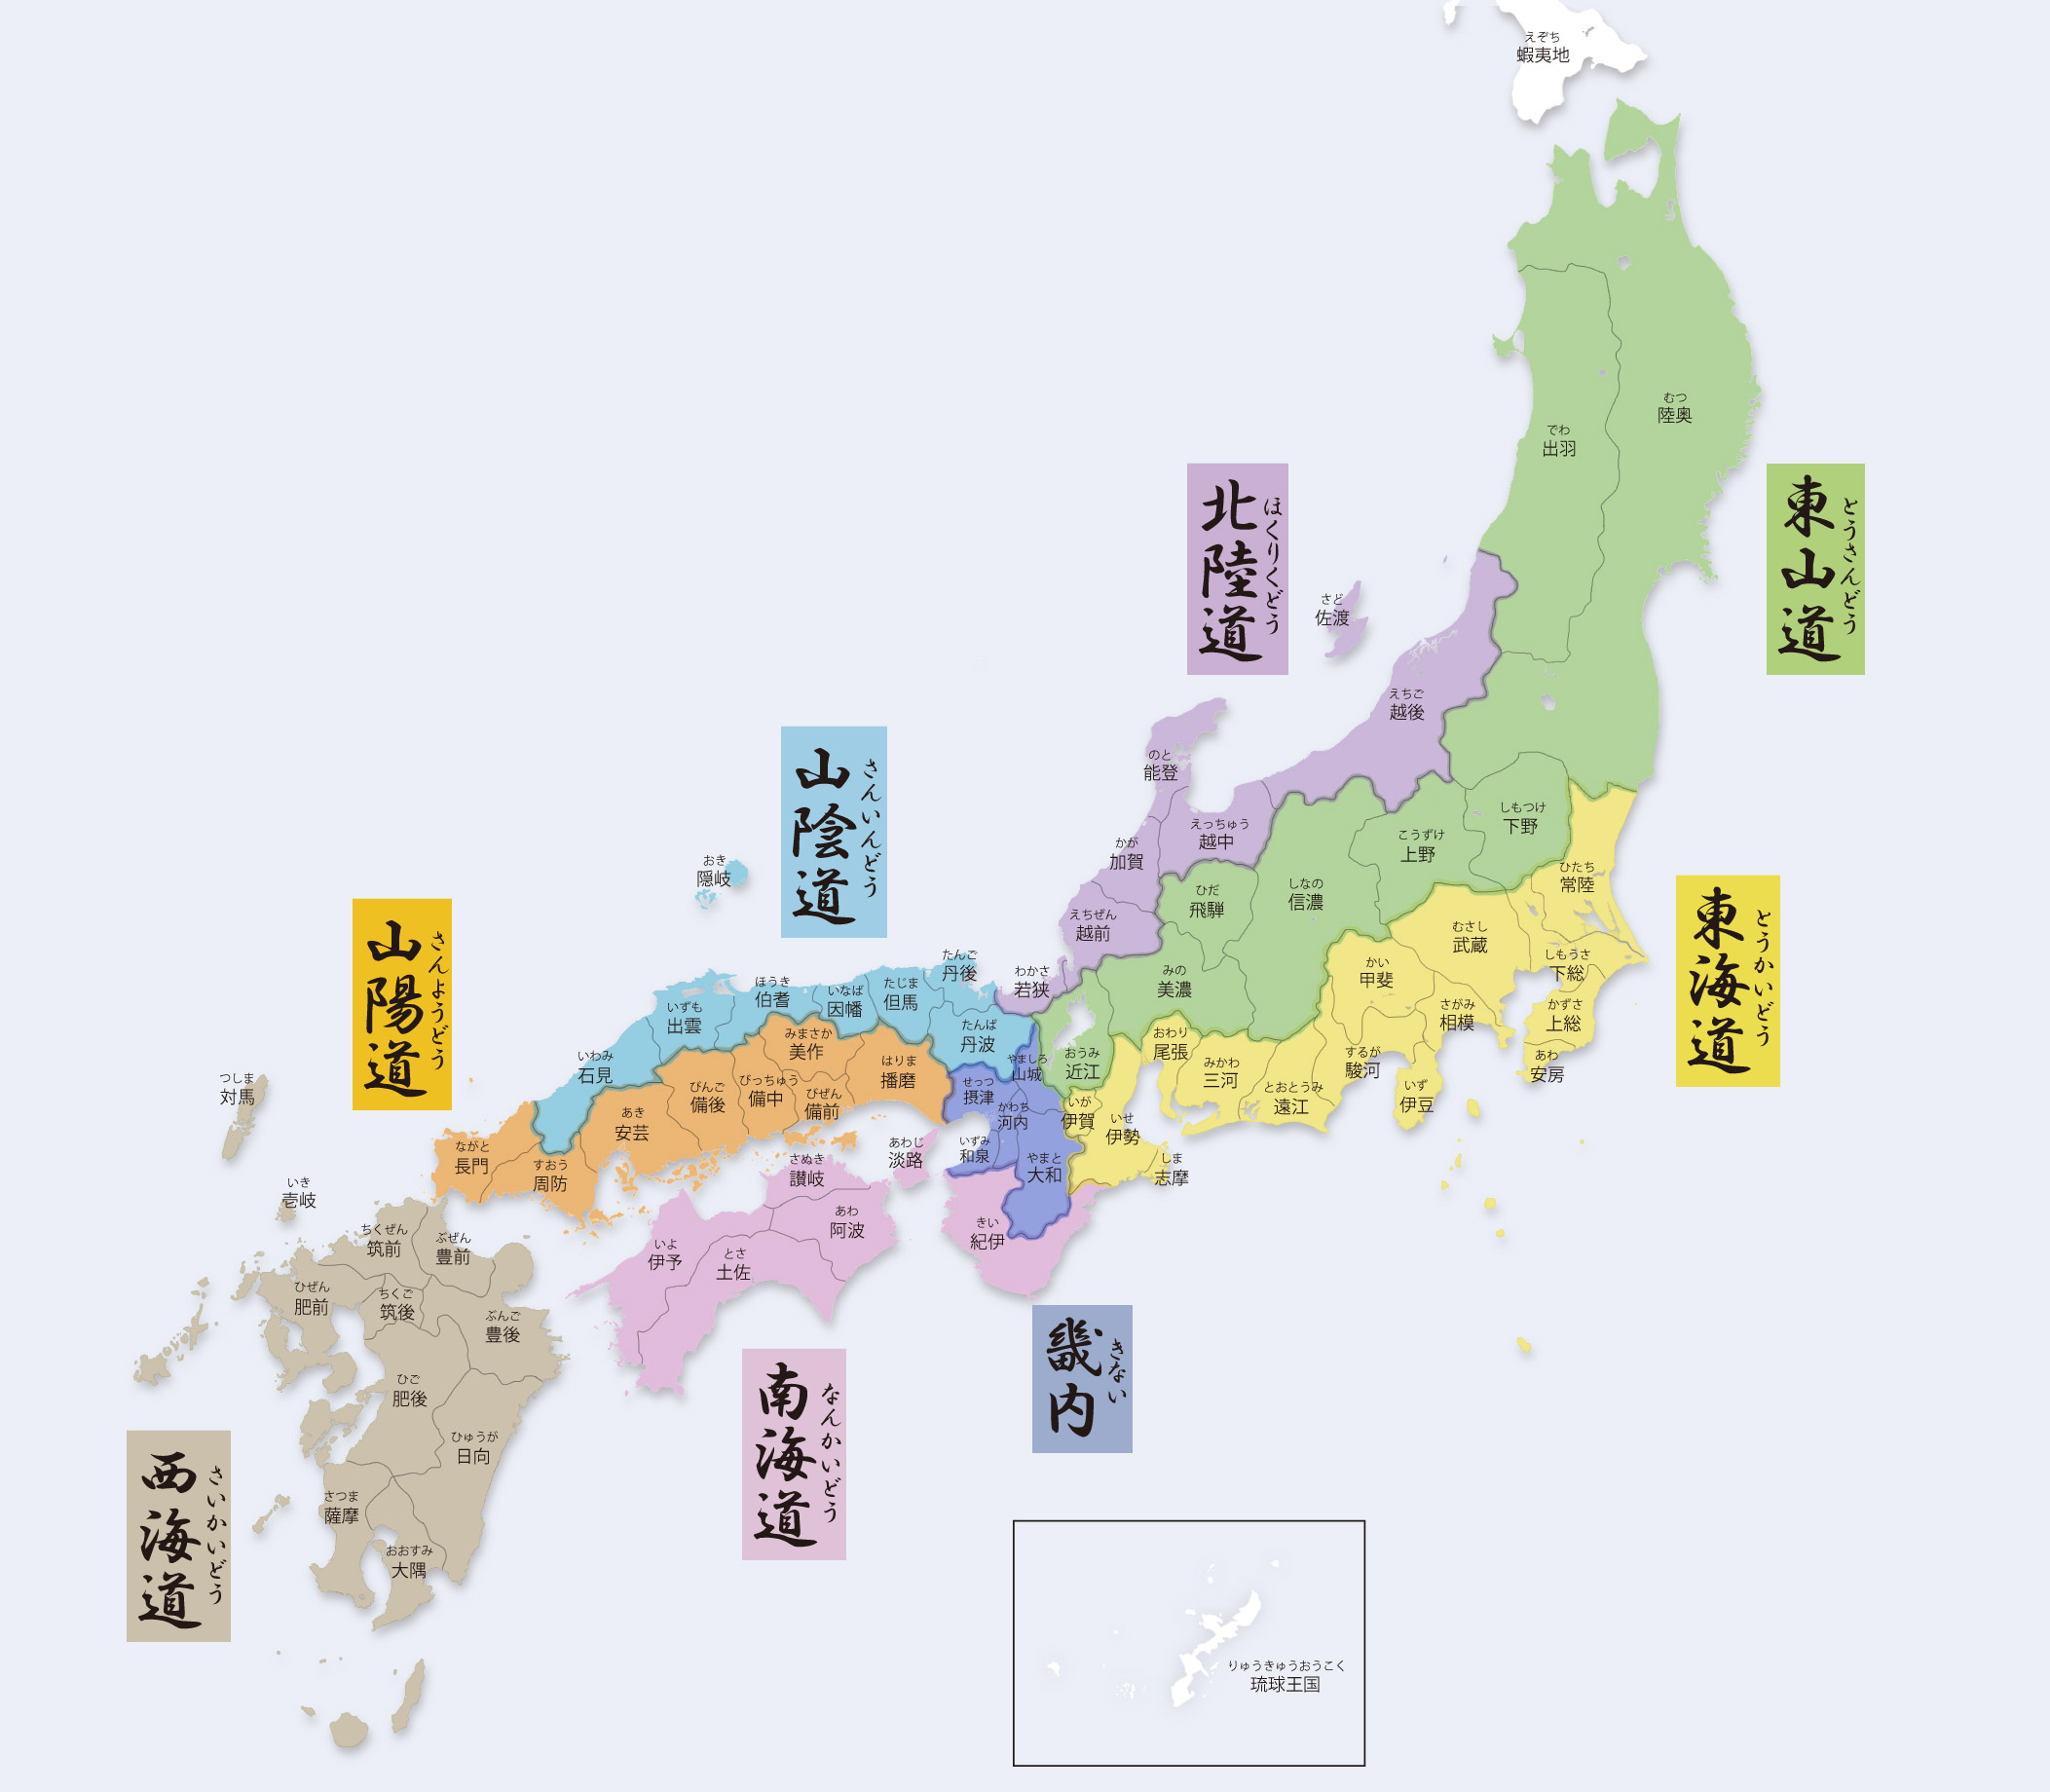 えぞち
蝦夷地
むつ
陸奥
でわ
出羽
東山道
とうさんどう
北陸道
ほくりくどう
さど
佐渡
えちご
越後
のと
能登
えっちゅう
越中
かが
加賀
えちぜん
越前
わかさ
若狭
しもつけ
下野
こうずけ
上野
しなの
信濃
ひだ
飛騨
みの
美濃
おうみ
近江
東海道
とうかいどう
ひたち
常陸
むさし
武蔵
しもうさ
下総
かずさ
上総
あわ
安房
かい
甲斐
さがみ
相模
するが
駿河
いず
伊豆
とおとうみ
遠江
みかわ
三河
おわり
尾張
いが
伊賀
いせ
伊勢
しま
志摩
山陰道
さんいんどう
おき
隠岐
たんご
丹後
たんば
丹波
たじま
但馬
いなば
因幡
ほうき
伯耆
いずも
出雲
いわみ
石見
山陽道
さんようどう
みまさか
美作
はりま
播磨
びぜん
備前
びっちゅう
備中
びんご
備後
あき
安芸
すおう
周防
ながと
長門
やましろ
山城
せっつ
摂津
かわち
河内
いずみ
和泉
やまと
大和
畿内
きない
あわじ
淡路
さぬき
讃岐
あわ
阿波
いよ
伊予
とさ
土佐
きい
紀伊
南海道
なんかいどう
つしま
対馬
いき
壱岐
ちくぜん
筑前
ぶぜん
豊前
ひぜん
肥前
ちくご
筑後
ぶんご
豊後
ひご
肥後
ひゅうが
日向
さつま
薩摩
おおすみ
大隅
西海道
さいかいどう
りゅうきゅうおうこく
琉球王国